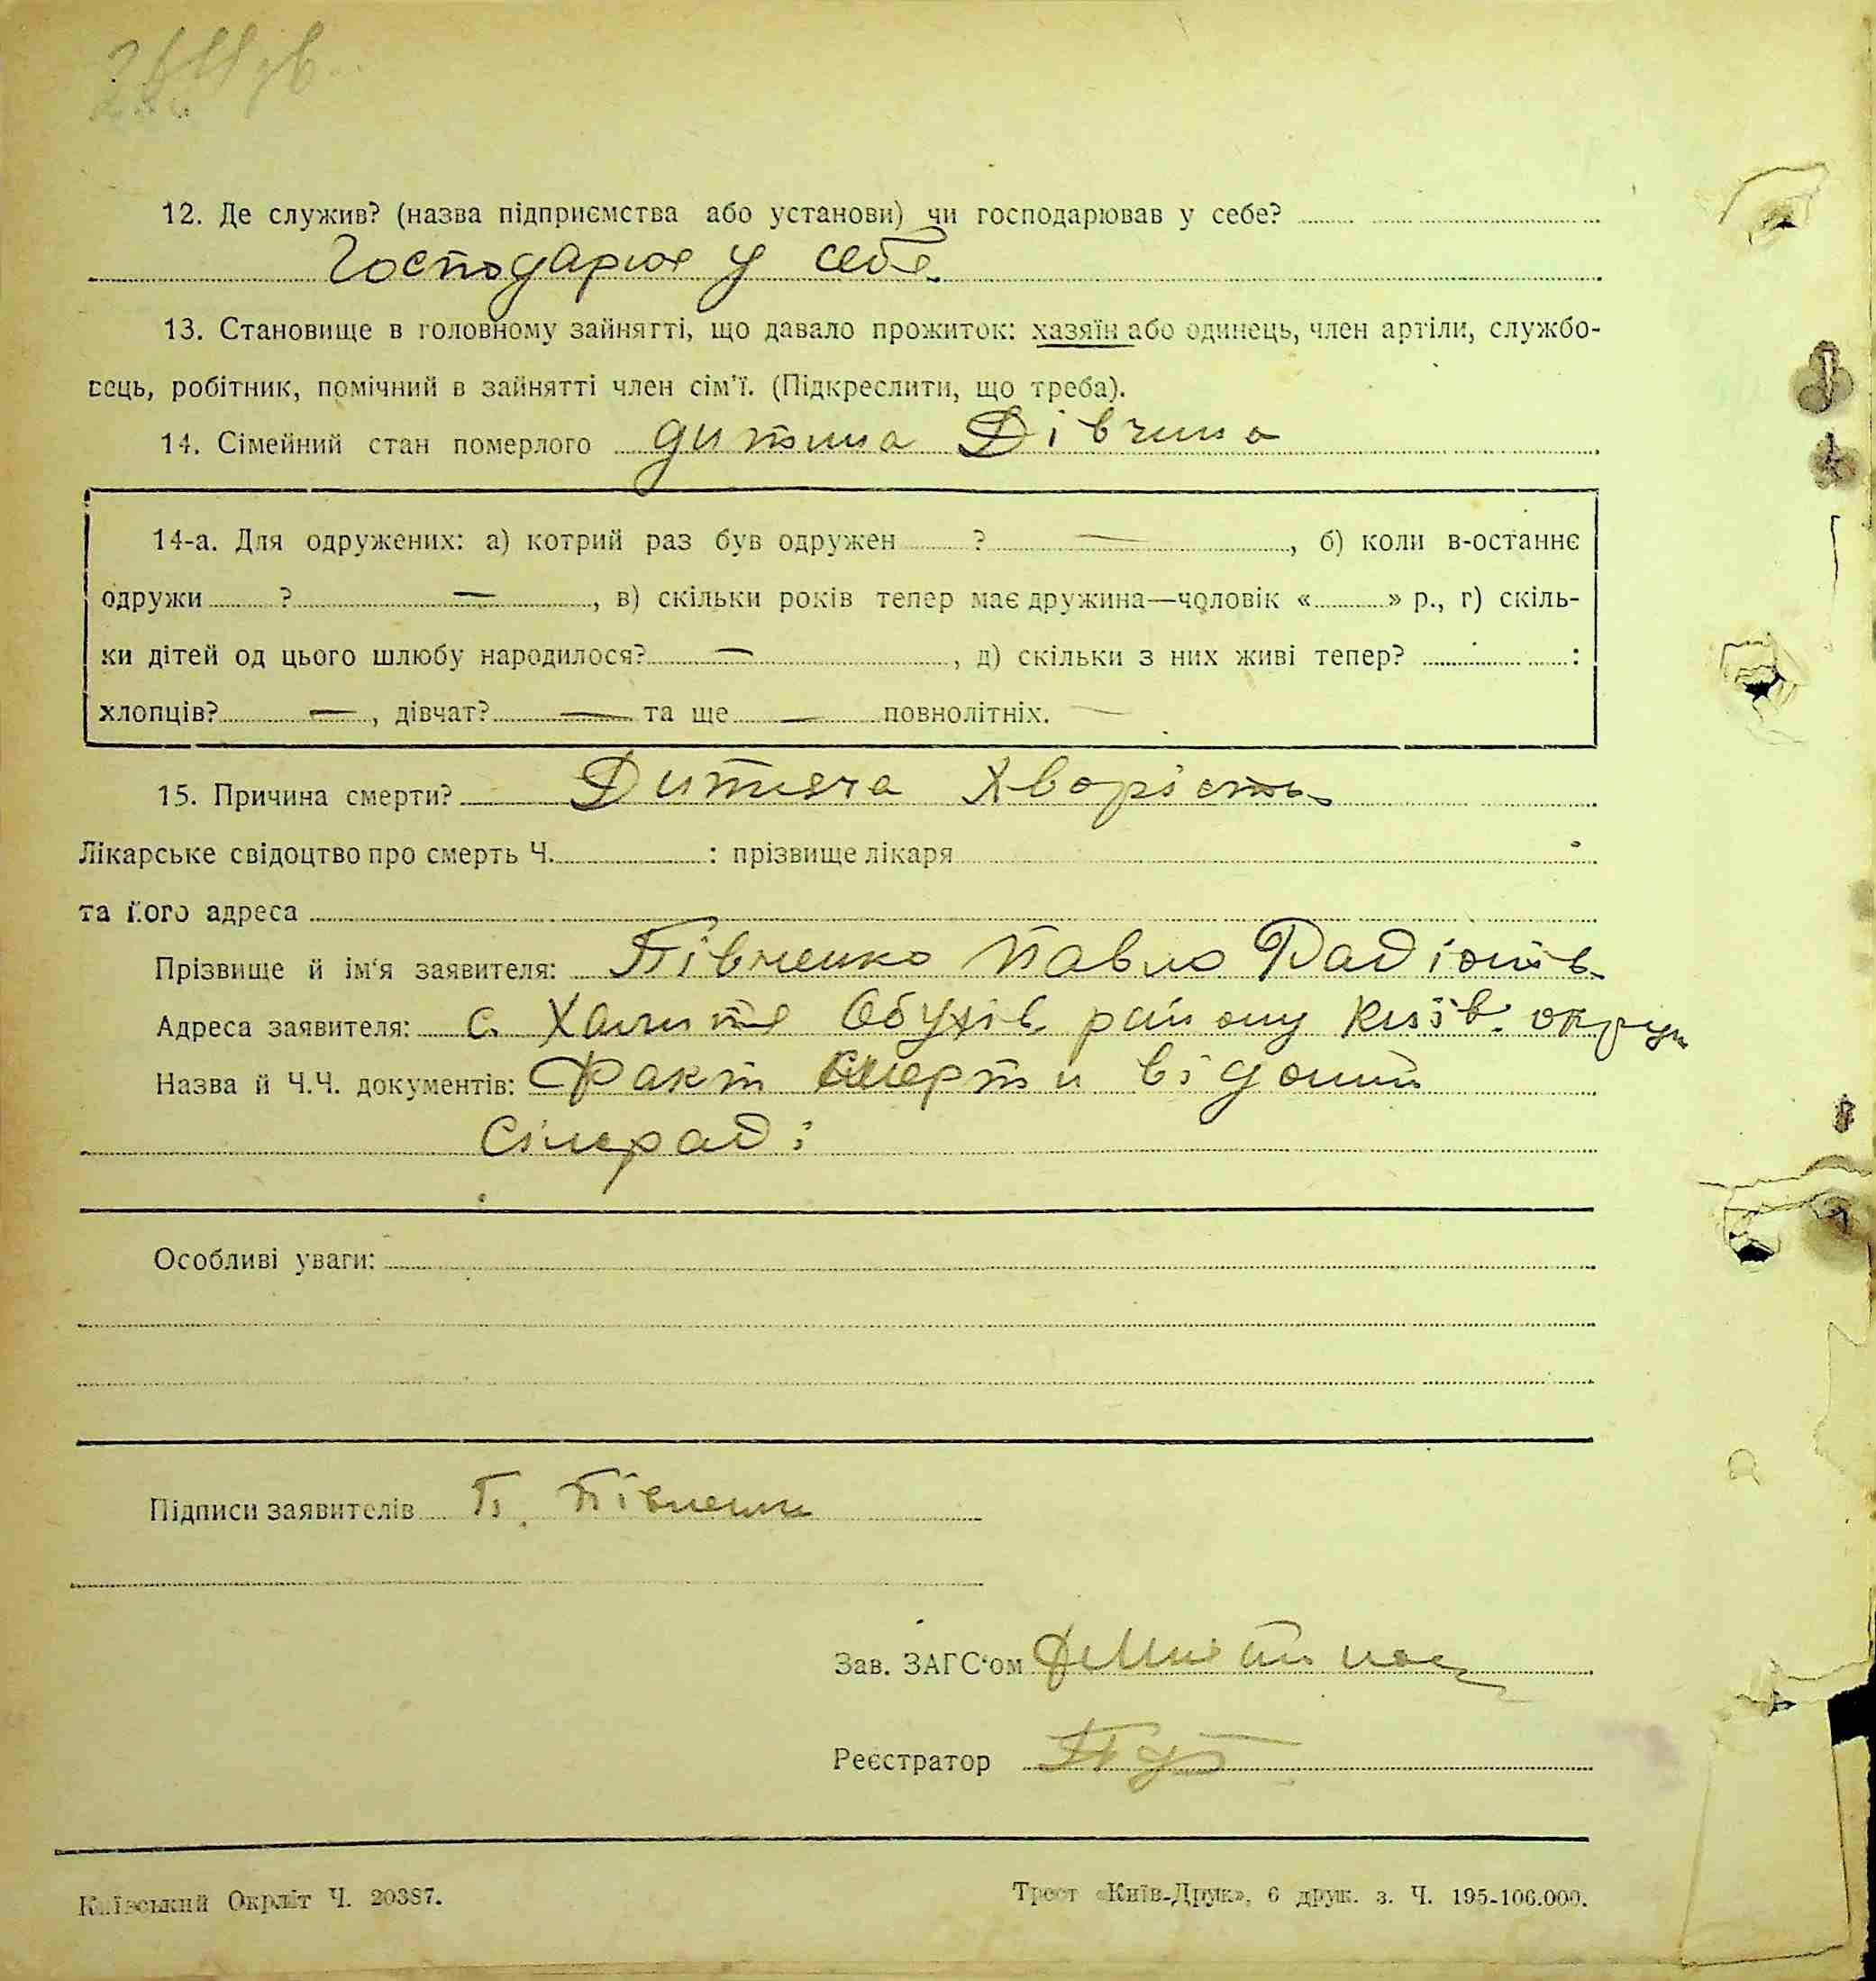 12. Де служив? (назва підприємства або установи) чи господарював у себе?
Господарює у себе
13. Становище в головному зайнятті, що давало прожиток: хазяїн або одинець, член артіли, службо-
вець, робітник, помічний в зайнятті член сім'ї. (Підкреслити, що треба).
14. Сімейний стан померлого дитина Дівчина
14-а. Для одружених: а) котрий раз був одружен ? —, б) коли в-останнє
одружи ? —, в) скільки років тепер має дружина—чоловік « » р., г) скіль-
ки дітей од цього шлюбу народилося? —, д) скільки з них живі тепер? :
хлопців? —, дівчат? — та ще — повнолітніх. —
15. Причина смерти? Дитяча Хворість
Лікарське свідоцтво про смерть Ч. : прізвище лікаря
та його адреса
Прізвище й ім'я заявителя: Півненко Павло Радіонів
Адреса заявителя: с. Халипе Обухів району Київ. округи
Назва й Ч.Ч. документів: Факт смерти відомий
Сільраді
Особливі уваги:
Підписи заявителів П. Півненко
Зав. ЗАГС'ом
Реєстратор
Київський Окрліт Ч. 20387.
Трест «Київ-Друк», 6 друк. з. Ч. 195-106.000.